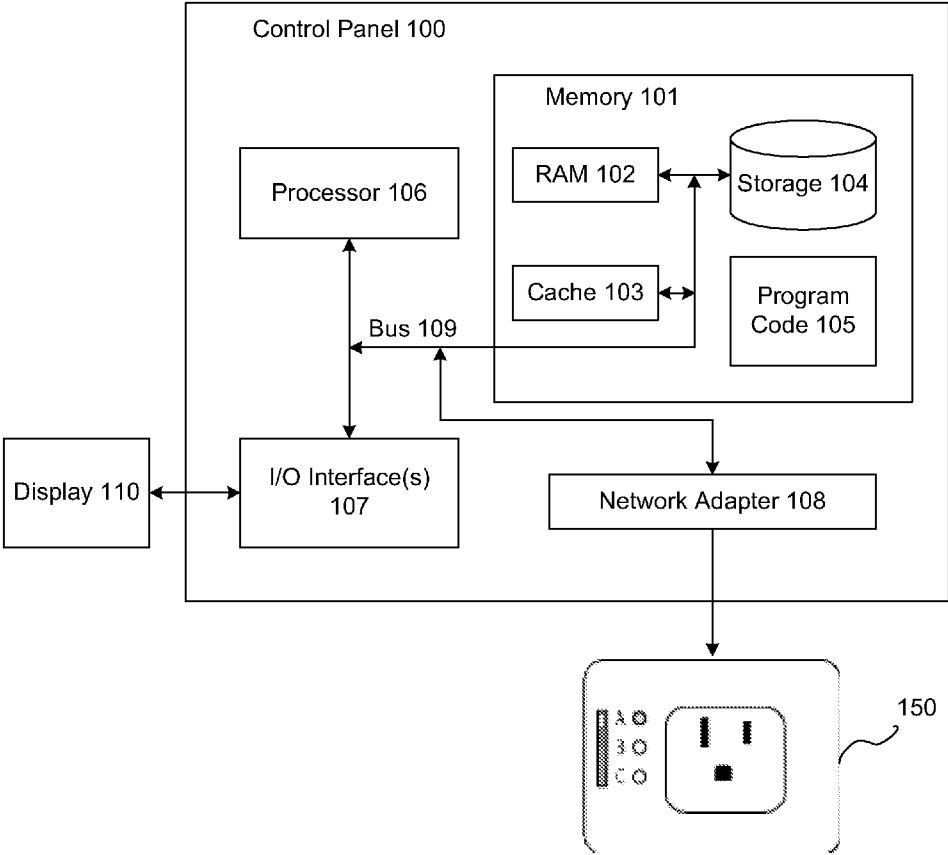 Control Panel 100
Memory 101
RAM 102
Storage 104
Processor 106
Cache 103
Program
Code 105
Bus 109
Display 110
I/O Interface(s)
107
Network Adapter 108
150
A
B
C